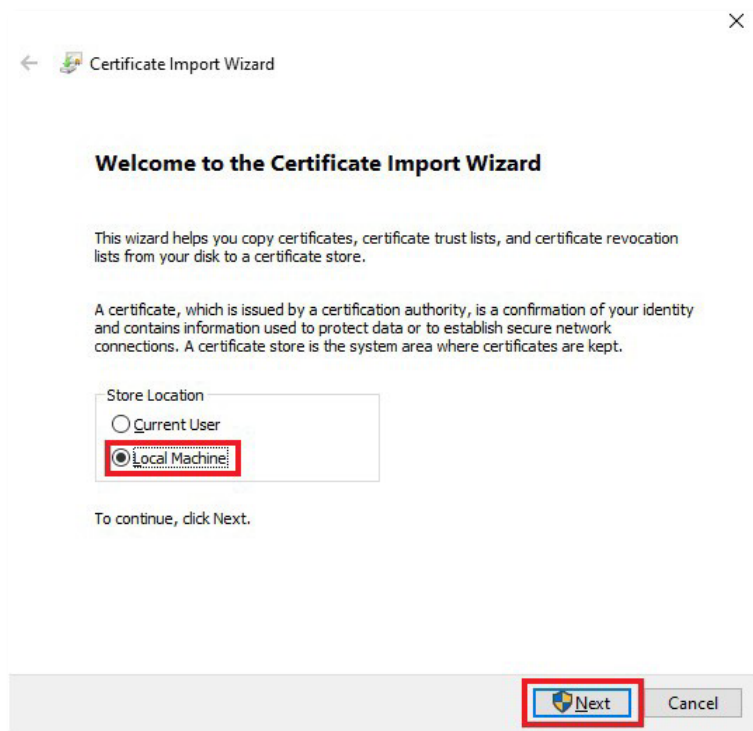 Certificate Import Wizard
Welcome to the Certificate Import Wizard
This wizard helps you copy certificates, certificate trust lists, and certificate revocation
lists from your disk to a certificate store.
A certificate, which is issued by a certification authority, is a confirmation of your identity
and contains information used to protect data or to establish secure network
connections. A certificate store is the system area where certificates are kept.
Store Location
Current User
Local Machine
To continue, click Next.
Next
Cancel